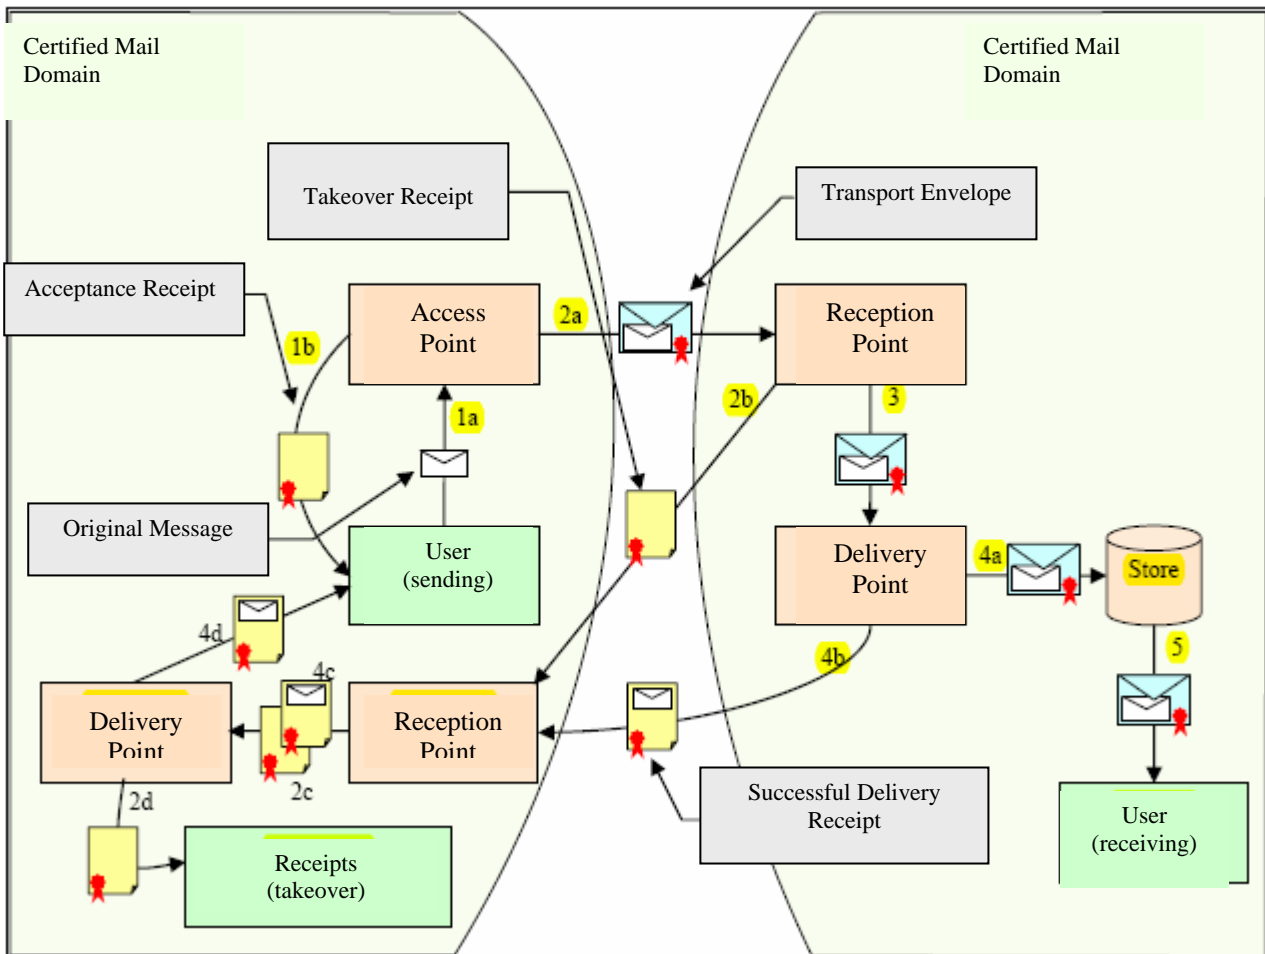 Certified Mail
Domain
Certified Mail
Domain
Takeover Receipt
Transport Envelope
Acceptance Receipt
Access
Point
2a
Reception
Point
1b
1a
2b
3
Original Message
User
(sending)
Delivery
Point
4a
Store
4d
4b
5
4c
Delivery
Point
Reception
Point
2d
2c
Successful Delivery
Receipt
User
(receiving)
Receipts
(takeover)